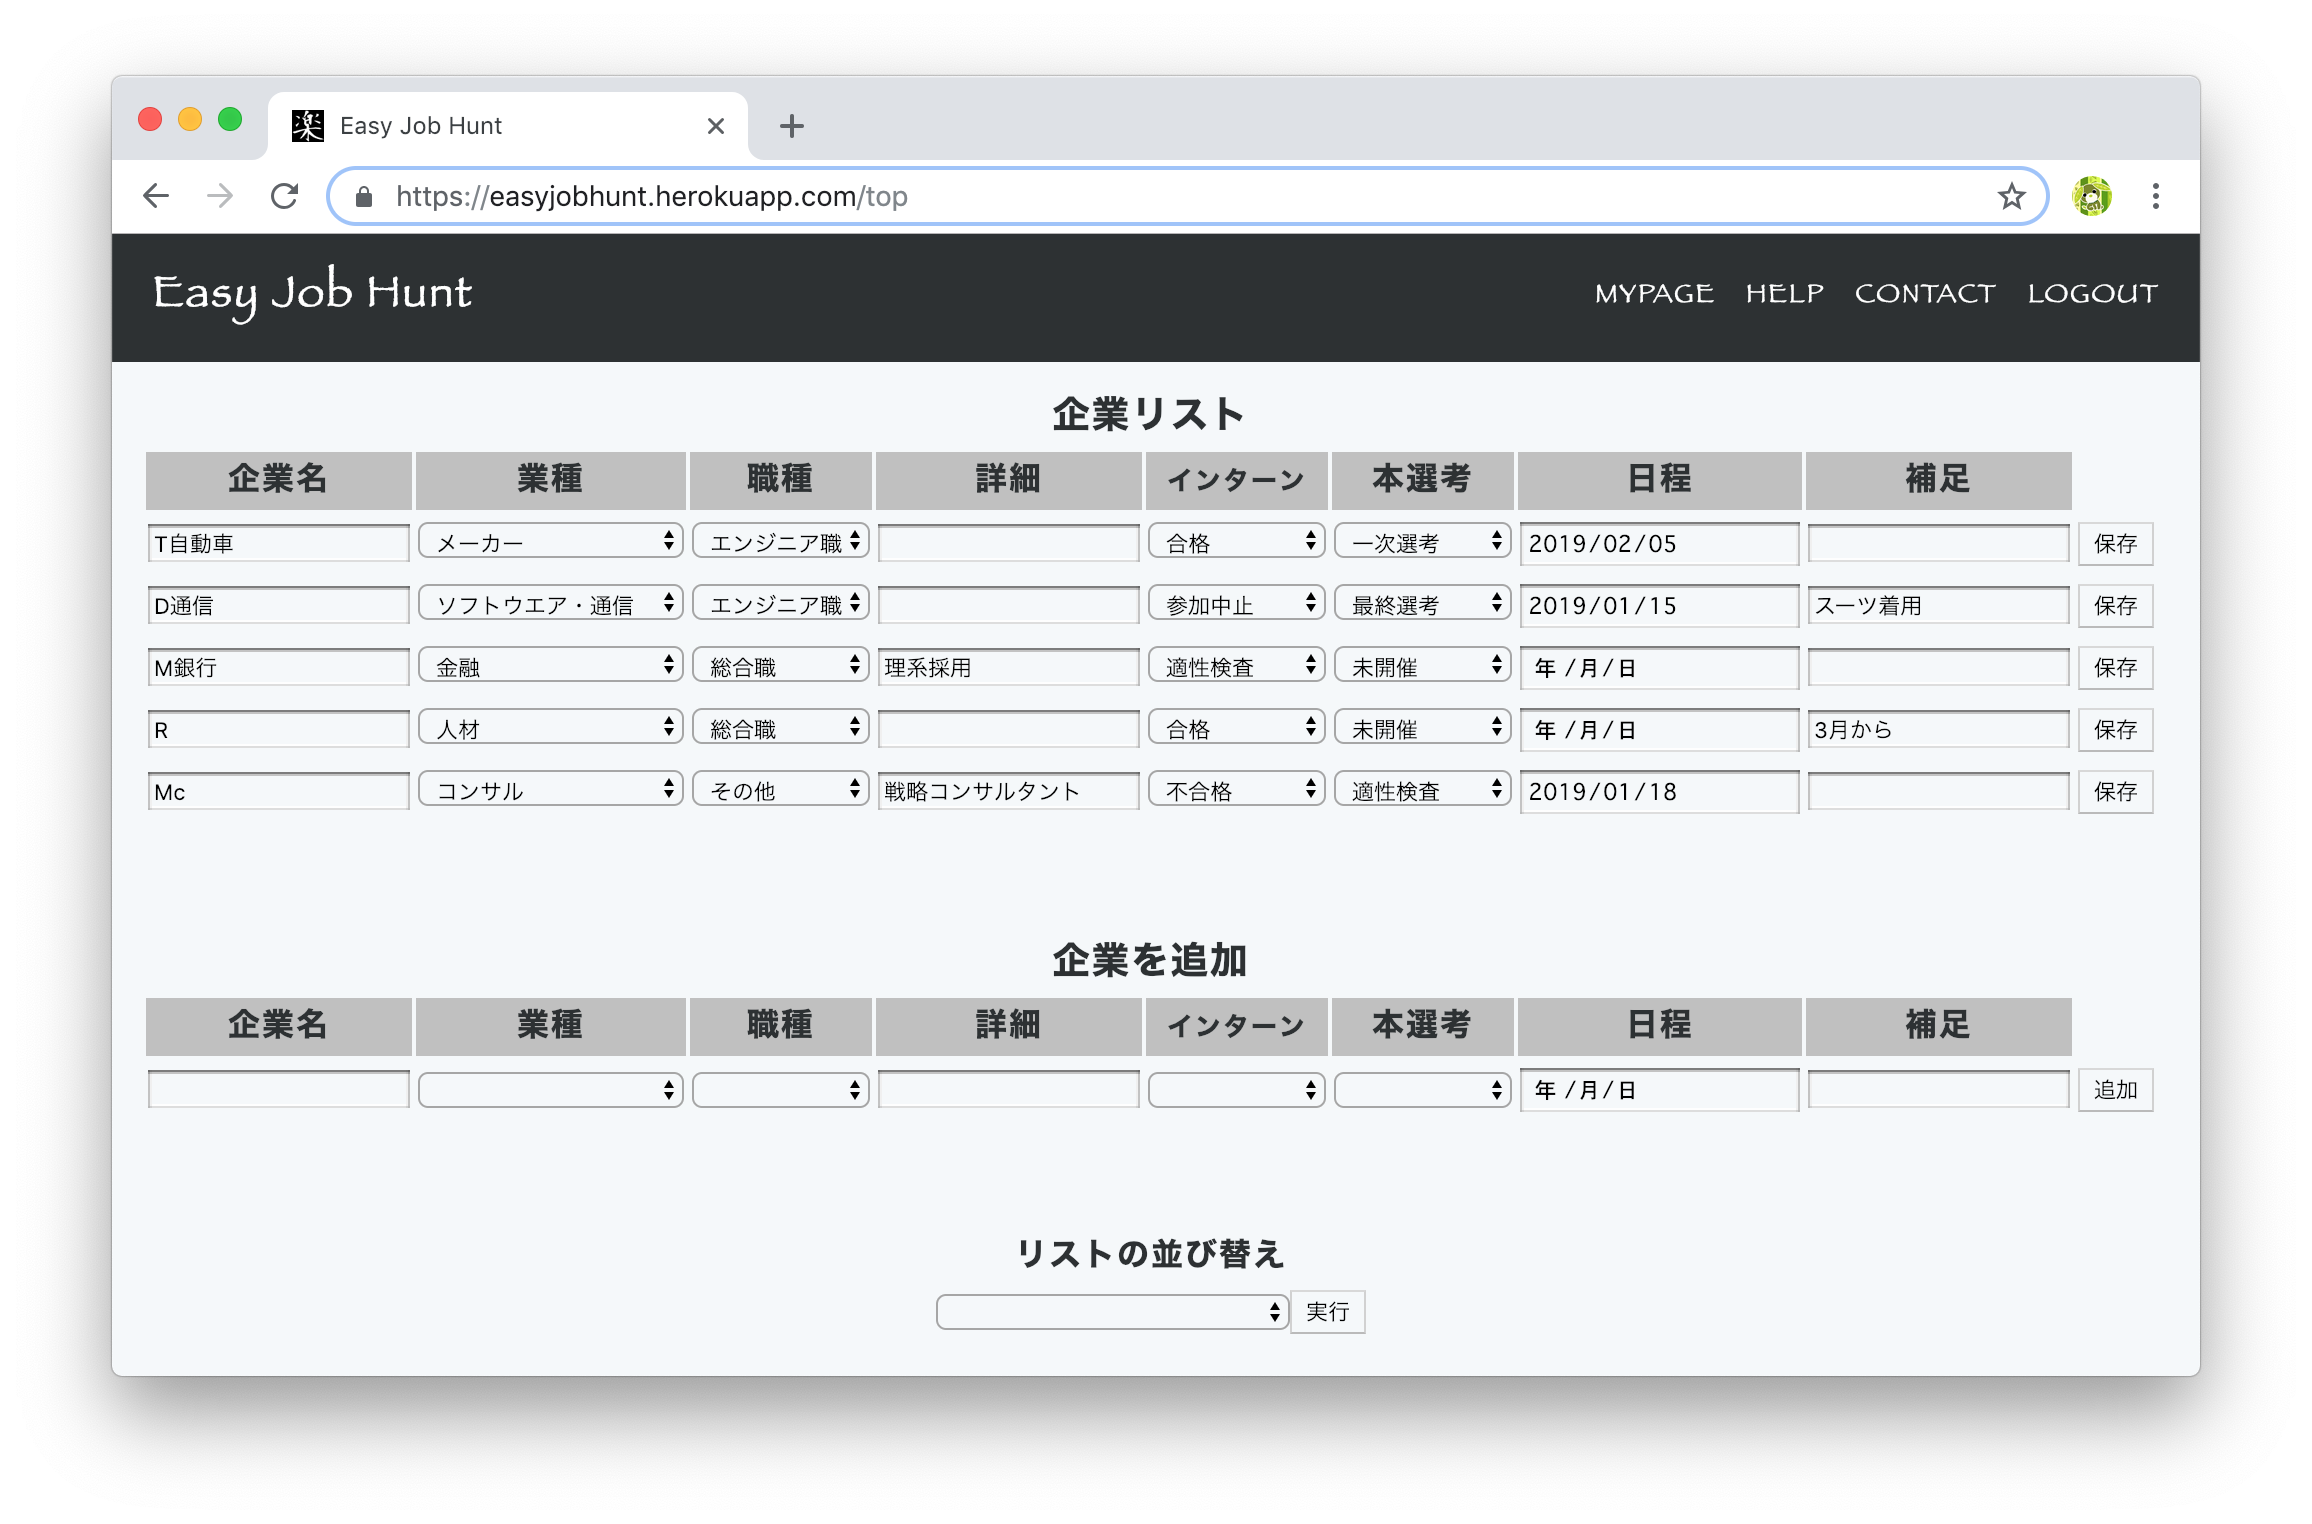 楽 Easy Job Hunt
https://easyjobhunt.herokuapp.com/top
Easy Job Hunt MYPAGE HELP CONTACT LOGOUT
企業リスト
企業名 業種 職種 詳細 インターン 本選考 日程 補足
T自動車 メーカー エンジニア職 合格 一次選考 2019/02/05 保存
D通信 ソフトウエア・通信 エンジニア職 参加中止 最終選考 2019/01/15 スーツ着用 保存
M銀行 金融 総合職 理系採用 適性検査 未開催 年 /月/日 保存
R 人材 総合職 合格 未開催 年 /月/日 3月から 保存
Mc コンサル その他 戦略コンサルタント 不合格 適性検査 2019/01/18 保存
企業を追加
企業名 業種 職種 詳細 インターン 本選考 日程 補足
年 /月/日 追加
リストの並び替え
実行